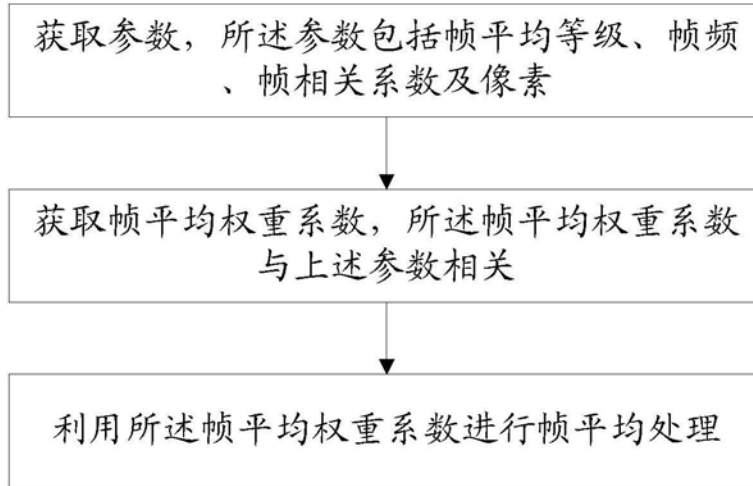 获取参数，所述参数包括帧平均等级、帧频
、帧相关系数及像素
获取帧平均权重系数，所述帧平均权重系数
与上述参数相关
利用所述帧平均权重系数进行帧平均处理